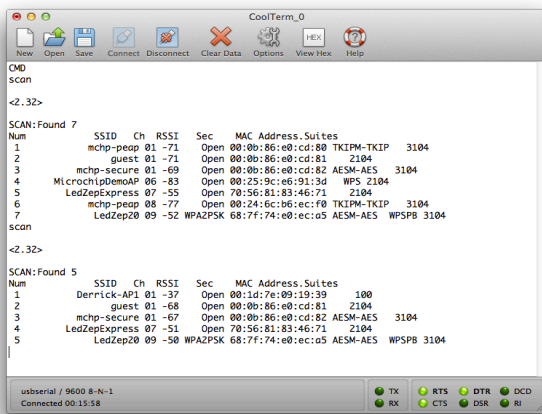 CoolTerm_0
New Open Save Connect Disconnect Clear Data Options View Hex Help
HEX
CMD
scan
<2.32>
SCAN:Found 7
Num SSID Ch RSSI Sec MAC Address.Suites
1 mchp-peap 01 -71 Open 00:0b:86:e0:cd:80 TKIPM-TKIP 3104
2 guest 01 -71 Open 00:0b:86:e0:cd:81 2104
3 mchp-secure 01 -69 Open 00:0b:86:e0:cd:82 AESM-AES 3104
4 MicrochipDemoAP 06 -83 Open 00:25:9c:e6:91:3d WPS 2104
5 LedZepExpress 07 -55 Open 70:56:81:83:46:71 2104
6 mchp-peap 08 -77 Open 00:24:6c:b6:ec:f0 TKIPM-TKIP 3104
7 LedZep20 09 -52 WPA2PSK 68:7f:74:e0:ec:a5 AESM-AES WPSPB 3104
scan
<2.32>
SCAN:Found 5
Num SSID Ch RSSI Sec MAC Address.Suites
1 Derrick-AP1 01 -37 Open 00:1d:7e:09:19:39 100
2 guest 01 -68 Open 00:0b:86:e0:cd:81 2104
3 mchp-secure 01 -67 Open 00:0b:86:e0:cd:82 AESM-AES 3104
4 LedZepExpress 07 -51 Open 70:56:81:83:46:71 2104
5 LedZep20 09 -50 WPA2PSK 68:7f:74:e0:ec:a5 AESM-AES WPSPB 3104
usbserial / 9600 8-N-1
Connected 00:15:58
TX RTS DTR DCD
RX CTS DSR RI